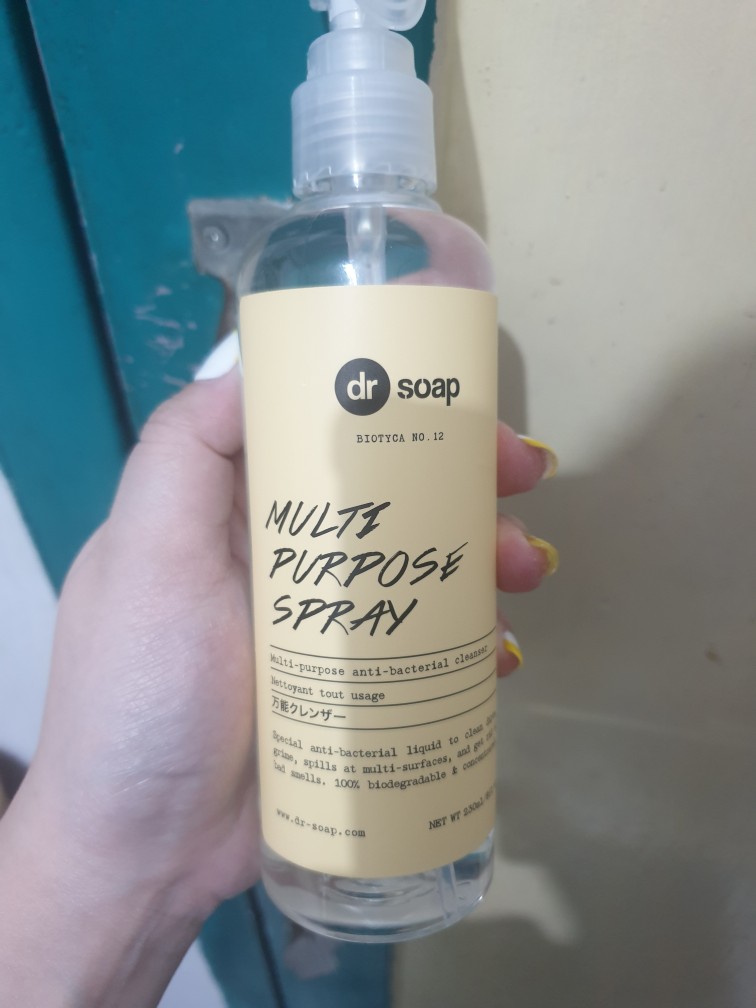 dr soap
BIOTYCA NO.12
MULTI
PURPOSE
SPRAY
Multi-purpose anti-bacterial cleanser
Nettoyant tout usage
万能クレンザー
Special anti-bacterial liquid to clean
grime, spills at multi-surfaces, and get
bad smells. 100% biodegradable &
www.dr-soap.com
NET WT 250ml